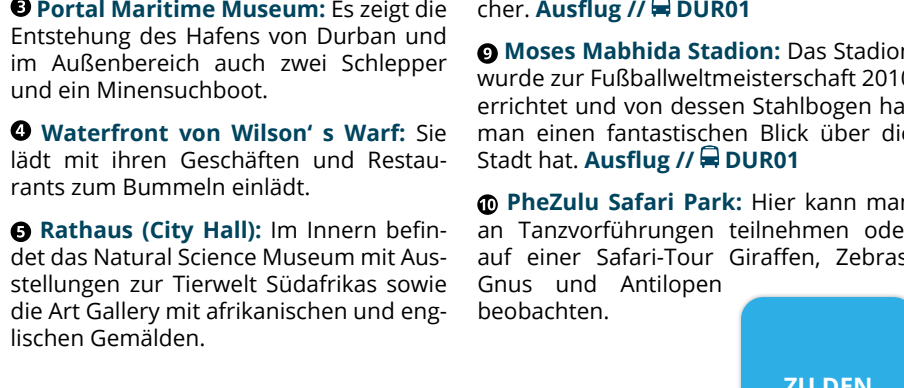 ❸ Portal Maritime Museum: Es zeigt die
Entstehung des Hafens von Durban und
im Außenbereich auch zwei Schlepper
und ein Minensuchboot.
❹ Waterfront von Wilson‘ s Warf: Sie
lädt mit ihren Geschäften und Restau-
rants zum Bummeln einlädt.
❺ Rathaus (City Hall): Im Innern befin-
det das Natural Science Museum mit Aus-
stellungen zur Tierwelt Südafrikas sowie
die Art Gallery mit afrikanischen und eng-
lischen Gemälden.
cher. Ausflug // DUR01
❾ Moses Mabhida Stadion: Das Stadion
wurde zur Fußballweltmeisterschaft 2010
errichtet und von dessen Stahlbogen ha
man einen fantastischen Blick über die
Stadt hat. Ausflug // DUR01
❿ PheZulu Safari Park: Hier kann man
an Tanzvorführungen teilnehmen ode
auf einer Safari-Tour Giraffen, Zebras
Gnus und Antilopen
beobachten.
ZU DEN